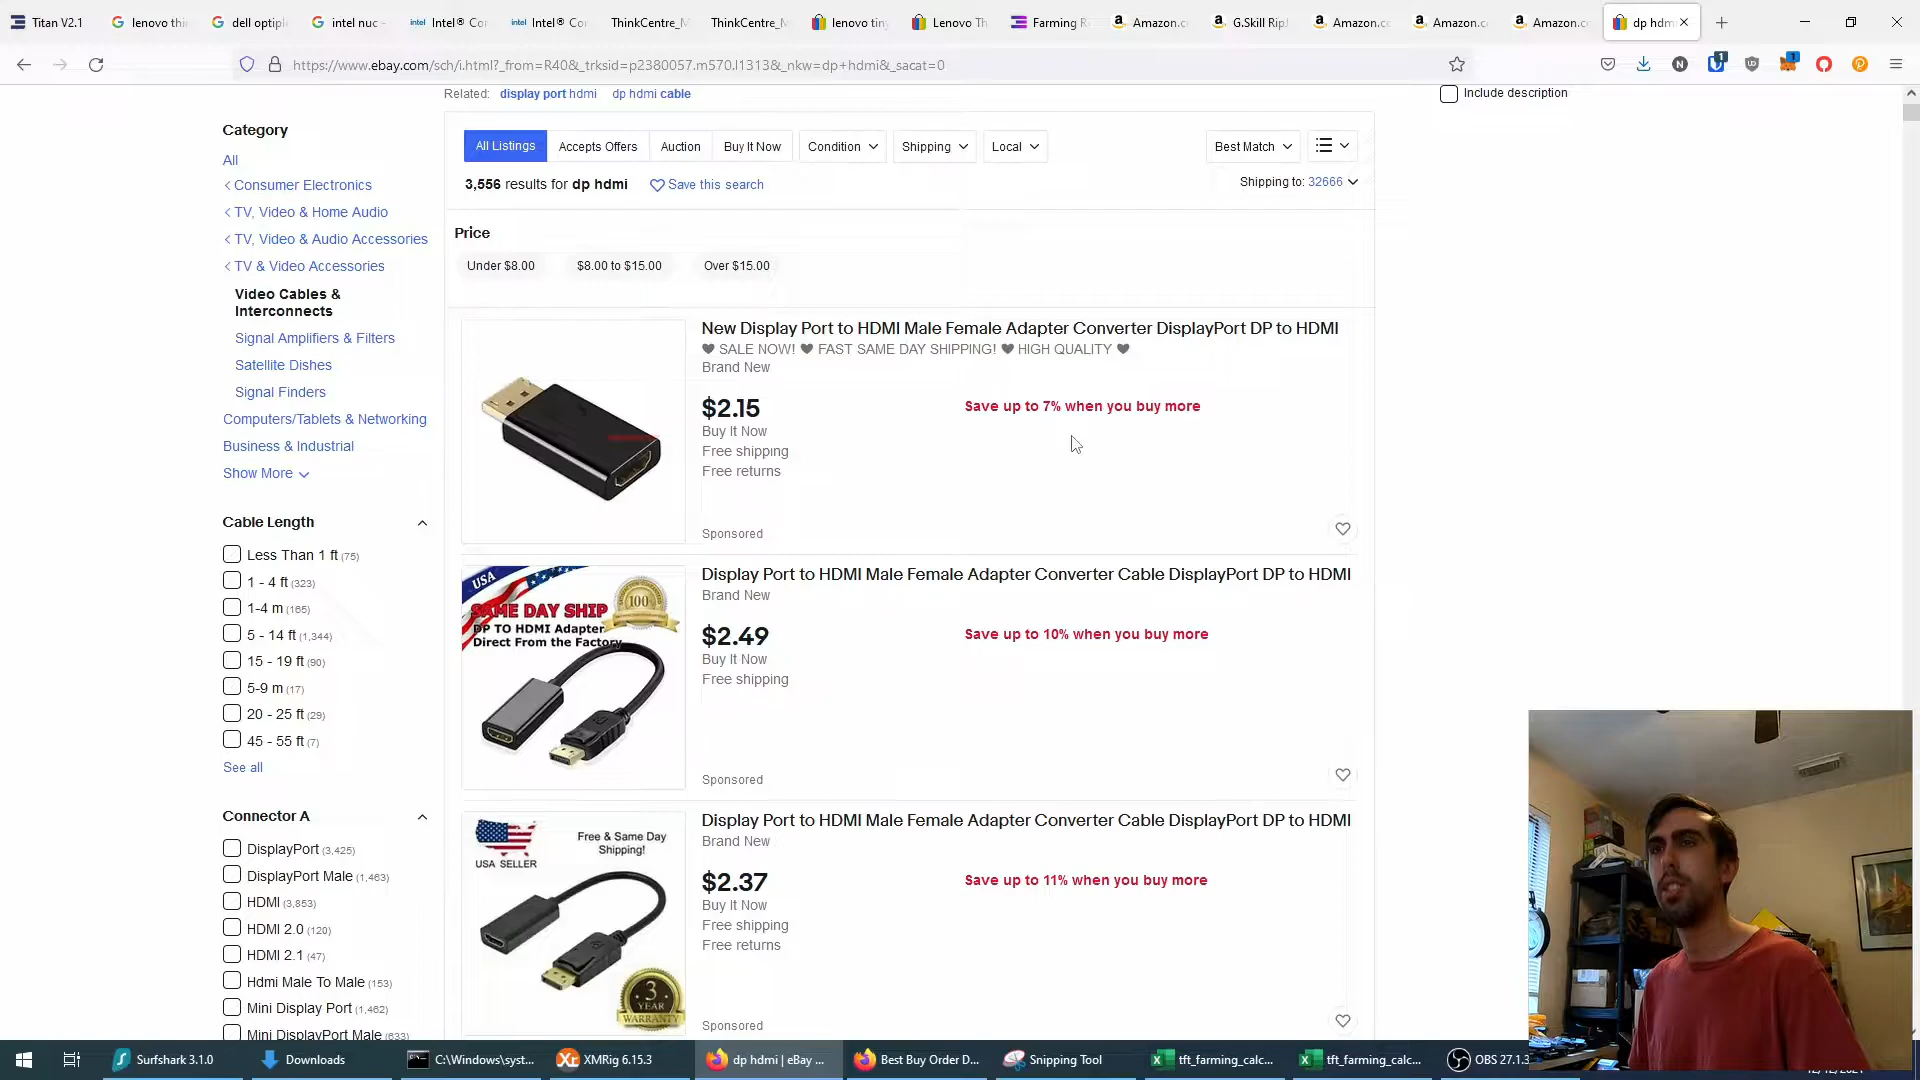 Titan V2.1
lenovo thi
dell optipl
intel nuc -
intel Intel® Co
intel Intel® Co
ThinkCentre_M
ThinkCentre_M
lenovo tiny
Lenovo Th
Farming R
Amazon.c
G.Skill RipJ
Amazon.cc
Amazon.cc
Amazon.c
dp hdm
https://www.ebay.com/sch/i.html?_from=R40&_trksid=p2380057.m570.l1313&_nkw=dp+hdmi&_sacat=0
Related: display port hdmi dp hdmi cable
Include description
Category
All
Consumer Electronics
TV, Video & Home Audio
TV, Video & Audio Accessories
TV & Video Accessories
Video Cables &
Interconnects
Signal Amplifiers & Filters
Satellite Dishes
Signal Finders
Computers/Tablets & Networking
Business & Industrial
Show More
Cable Length
Less Than 1 ft (75)
1 - 4 ft (323)
1-4 m (165)
5 - 14 ft (1,344)
15 - 19 ft (90)
5-9 m (17)
20 - 25 ft (29)
45 - 55 ft (7)
See all
Connector A
DisplayPort (3,425)
DisplayPort Male (1,463)
HDMI (3,853)
HDMI 2.0 (120)
HDMI 2.1 (47)
Hdmi Male To Male (153)
Mini Display Port (1,462)
Mini DisplayPort Male (633)
All Listings Accepts Offers Auction Buy It Now Condition Shipping Local Best Match
3,556 results for dp hdmi Save this search
Shipping to: 32666
Price
Under $8.00 $8.00 to $15.00 Over $15.00
New Display Port to HDMI Male Female Adapter Converter DisplayPort DP to HDMI
♥ SALE NOW! ♥ FAST SAME DAY SHIPPING! ♥ HIGH QUALITY ♥
Brand New
$2.15
Save up to 7% when you buy more
Buy It Now
Free shipping
Free returns
Sponsored
USA
SAME DAY SHIP
100
DP TO HDMI Adapter
Direct From the Factory
Display Port to HDMI Male Female Adapter Converter Cable DisplayPort DP to HDMI
Brand New
$2.49
Save up to 10% when you buy more
Buy It Now
Free shipping
Sponsored
USA SELLER
Free & Same Day
Shipping!
3
YEAR
WARRANTY
Display Port to HDMI Male Female Adapter Converter Cable DisplayPort DP to HDMI
Brand New
$2.37
Save up to 11% when you buy more
Buy It Now
Free shipping
Free returns
Sponsored
Surfshark 3.1.0
Downloads
C:\Windows\syst...
XMRig 6.15.3
dp hdmi | eBay ...
Best Buy Order D...
Snipping Tool
tft_farming_calc...
tft_farming_calc...
OBS 27.1.3